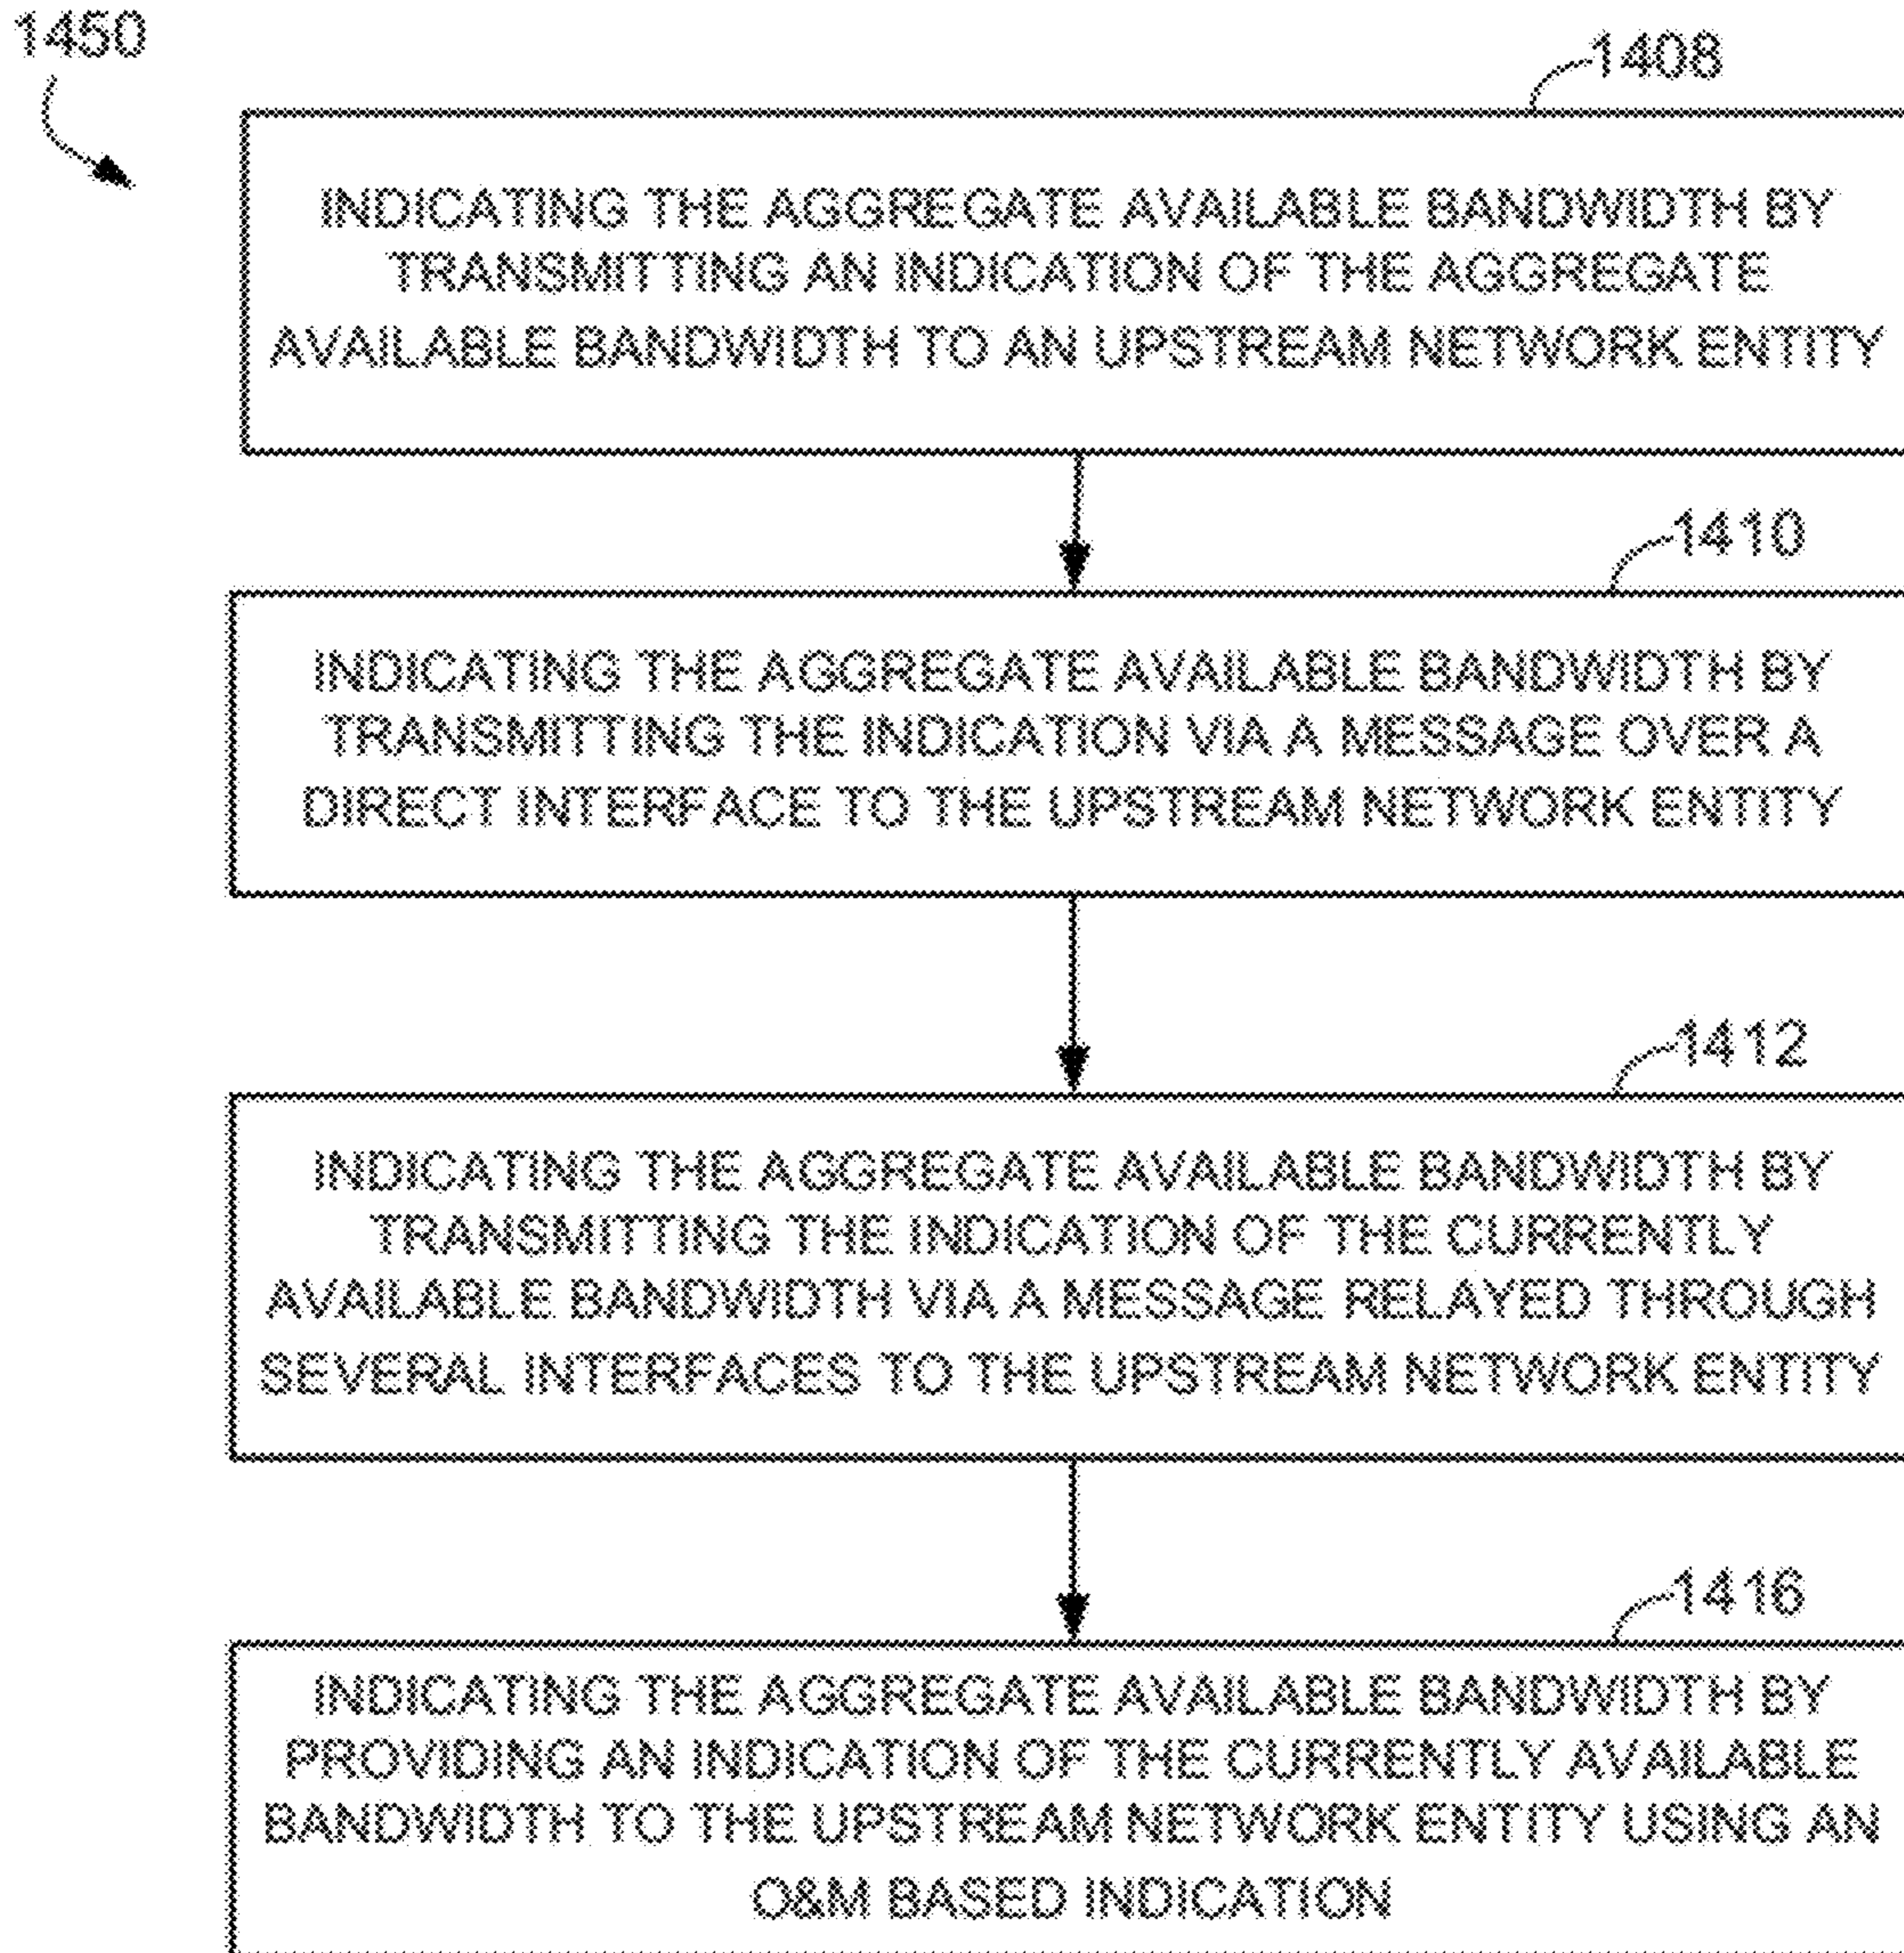 1450
1408
INDICATING THE AGGREGATE AVAILABLE BANDWIDTH BY
TRANSMITTING AN INDICATION OF THE AGGREGATE
AVAILABLE BANDWIDTH TO AN UPSTREAM NETWORK ENTITY
1410
INDICATING THE AGGREGATE AVAILABLE BANDWIDTH BY
TRANSMITTING THE INDICATION VIA A MESSAGE OVER A
DIRECT INTERFACE TO THE UPSTREAM NETWORK ENTITY
1412
INDICATING THE AGGREGATE AVAILABLE BANDWIDTH BY
TRANSMITTING THE INDICATION OF THE CURRENTLY
AVAILABLE BANDWIDTH VIA A MESSAGE RELAYED THROUGH
SEVERAL INTERFACES TO THE UPSTREAM NETWORK ENTITY
1416
INDICATING THE AGGREGATE AVAILABLE BANDWIDTH BY
PROVIDING AN INDICATION OF THE CURRENTLY AVAILABLE
BANDWIDTH TO THE UPSTREAM NETWORK ENTITY USING AN
O&M BASED INDICATION